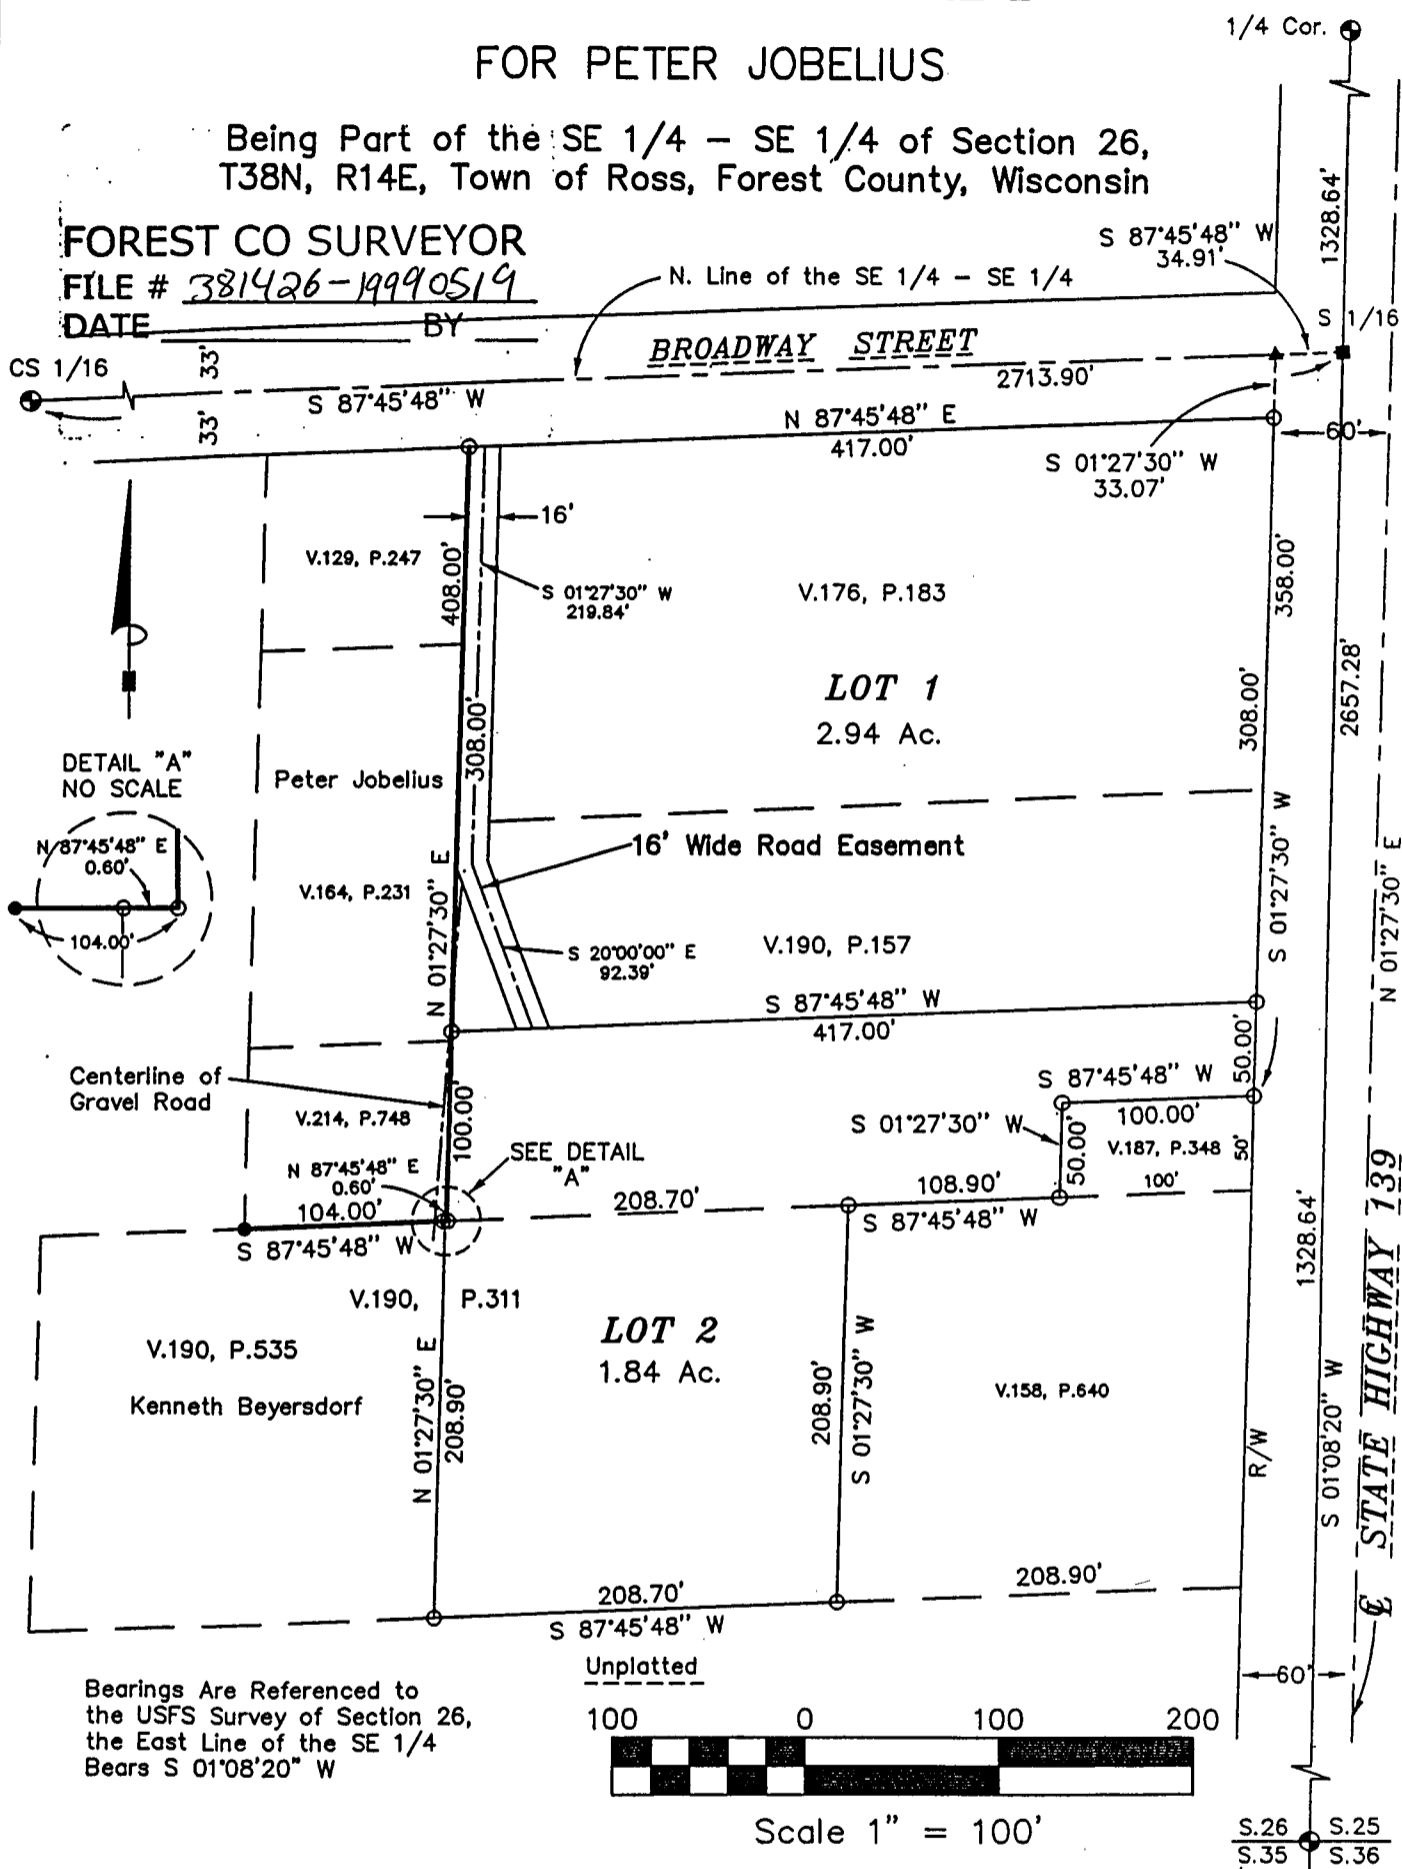 1/4 Cor.
FOR PETER JOBELIUS
Being Part of the SE 1/4 – SE 1/4 of Section 26,
T38N, R14E, Town of Ross, Forest County, Wisconsin
FOREST CO SURVEYOR
FILE # 381426-19990519
DATE BY
1328.64'
S 87°45'48" W
34.91'
N. Line of the SE 1/4 – SE 1/4
S 1/16
CS 1/16
33'
33'
BROADWAY STREET
2713.90'
S 87°45'48" W
N 87°45'48" E
417.00'
60'
S 01°27'30" W
33.07'
16'
V.129, P.247
408.00'
S 01°27'30" W
219.84'
V.176, P.183
358.00'
LOT 1
2.94 Ac.
308.00'
308.00'
2657.28'
DETAIL "A"
NO SCALE
Peter Jobelius
N 87°45'48" E
0.60'
104.00'
16' Wide Road Easement
V.164, P.231
N 01°27'30" E
S 20°00'00" E
92.39'
V.190, P.157
S 01°27'30" W
N 01°27'30" E
S 87°45'48" W
417.00'
50.00'
Centerline of
Gravel Road
V.214, P.748
100.00'
S 87°45'48" W
100.00'
S 01°27'30" W
50.00'
V.187, P.348
50'
SEE DETAIL
"A"
N 87°45'48" E
0.60'
104.00'
S 87°45'48" W
208.70'
108.90'
S 87°45'48" W
100'
1328.64'
STATE HIGHWAY 139
V.190, P.311
V.190, P.535
Kenneth Beyersdorf
LOT 2
1.84 Ac.
N 01°27'30" E
208.90'
208.90'
S 01°27'30" W
V.158, P.640
R/W
S 01°08'20" W
℄
208.70'
S 87°45'48" W
208.90'
Unplatted
60'
Bearings Are Referenced to
the USFS Survey of Section 26,
the East Line of the SE 1/4
Bears S 01°08'20" W
100 0 100 200
Scale 1" = 100'
S.26 S.25
S.35 S.36